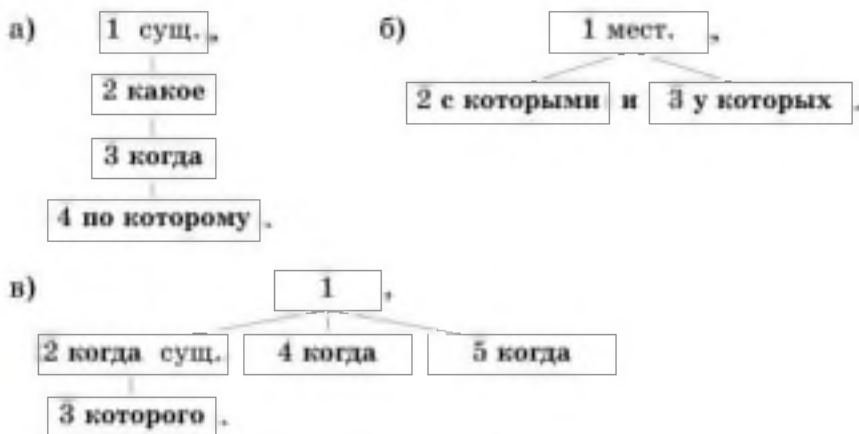 а) 1 сущ. , б) 1 мест. ,
2 какое 2 с которыми и 3 у которых .
3 когда
4 по которому .
в) 1 ,
2 когда сущ. 4 когда 5 когда
3 которого .